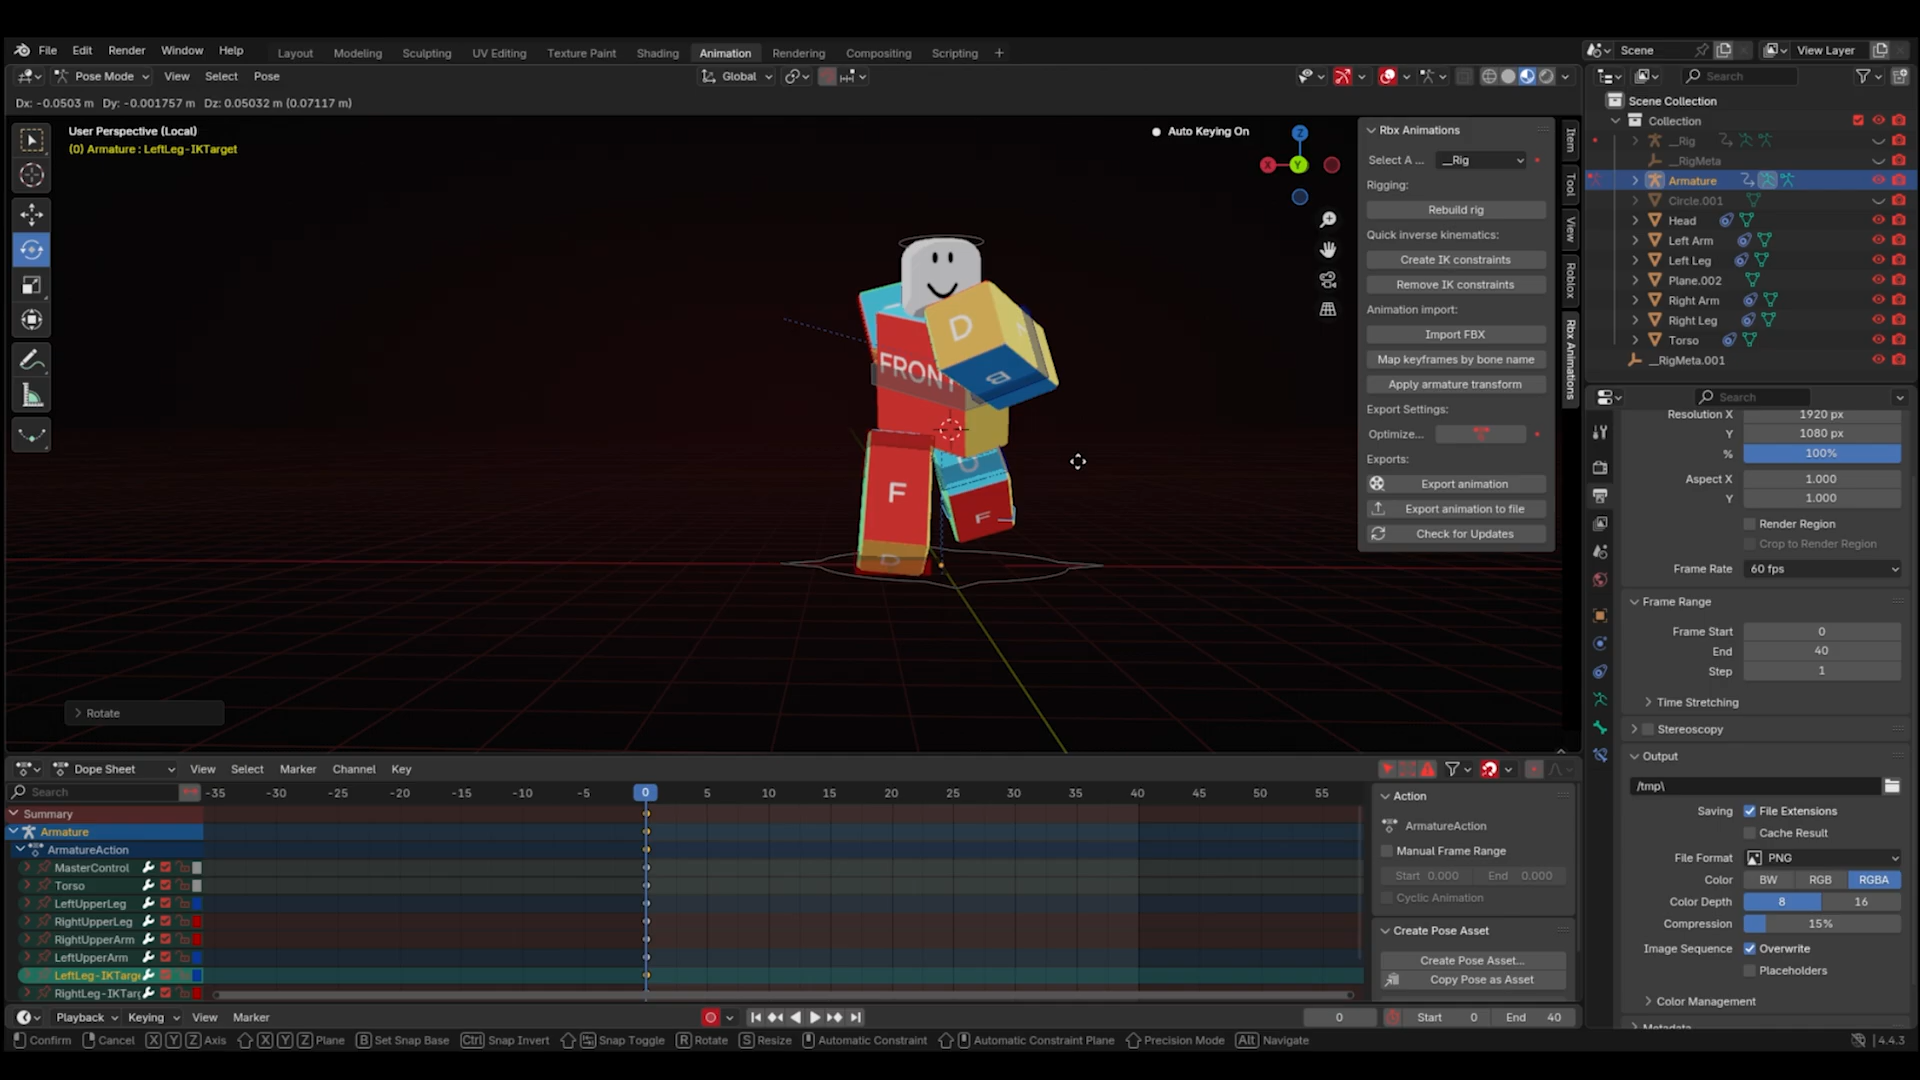 File Edit Render Window Help Layout Modeling Sculpting UV Editing Texture Paint Shading Animation Rendering Compositing Scripting + Scene View Layer
Pose Mode View Select Pose Global Search
Dx: -0.0503 m Dy: -0.001757 m Dz: 0.05032 m (0.07117 m)
User Perspective (Local)
(0) Armature : LeftLeg-IKTarget
Auto Keying On
Z
X
Y
D
FRONT
B
F
F
D
Rbx Animations
Select A ... __Rig
Rigging:
Rebuild rig
Quick inverse kinematics:
Create IK constraints
Remove IK constraints
Animation import:
Import FBX
Map keyframes by bone name
Apply armature transform
Export Settings:
Optimize...
Exports:
Export animation
Export animation to file
Check for Updates
Item
Tool
View
Roblox
Rbx Animations
Scene Collection
Collection
__Rig
__RigMeta
Armature
Circle.001
Head
Left Arm
Left Leg
Plane.002
Right Arm
Right Leg
Torso
__RigMeta.001
Search
Resolution X 1920 px
Y 1080 px
% 100%
Aspect X 1.000
Y 1.000
Render Region
Crop to Render Region
Frame Rate 60 fps
Frame Range
Frame Start 0
End 40
Step 1
Time Stretching
Stereoscopy
Output
/tmp\
Saving File Extensions
Cache Result
File Format PNG
Color BW RGB RGBA
Color Depth 8 16
Compression 15%
Image Sequence Overwrite
Placeholders
Color Management
Rotate
Dope Sheet View Select Marker Channel Key
Search -35 -30 -25 -20 -15 -10 -5 0 5 10 15 20 25 30 35 40 45 50 55
Summary
Armature
ArmatureAction
MasterControl
Torso
LeftUpperLeg
RightUpperLeg
RightUpperArm
LeftUpperArm
LeftLeg-IKTarge
RightLeg-IKTar
Action
ArmatureAction
Manual Frame Range
Start 0.000 End 0.000
Cyclic Animation
Create Pose Asset
Create Pose Asset...
Copy Pose as Asset
Playback Keying View Marker 0 Start 0 End 40
Confirm Cancel X Y Z Axis X Y Z Plane B Set Snap Base Ctrl Snap Invert Snap Toggle R Rotate S Resize Automatic Constraint Automatic Constraint Plane Precision Mode Alt Navigate 4.4.3